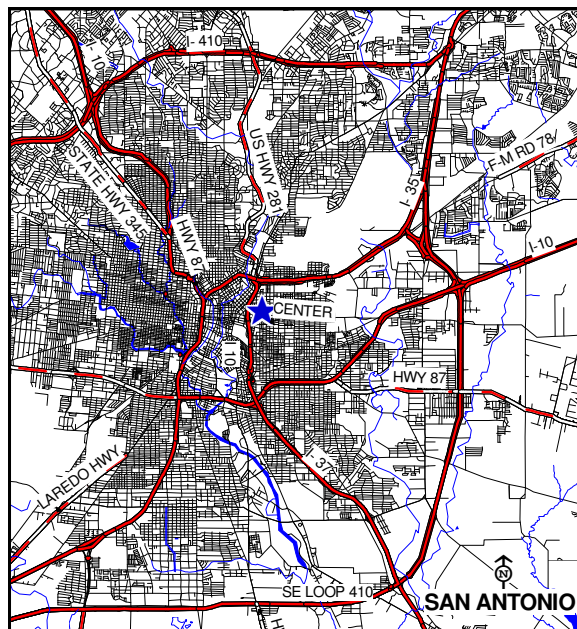 I- 410
I- 10
F-M RD 78
US HWY 281
STATE HWY 345
I- 35
HWY 87
I-10
CENTER
I 10
HWY 87
I- 37
LAREDO HWY
N
SE LOOP 410
SAN ANTONIO